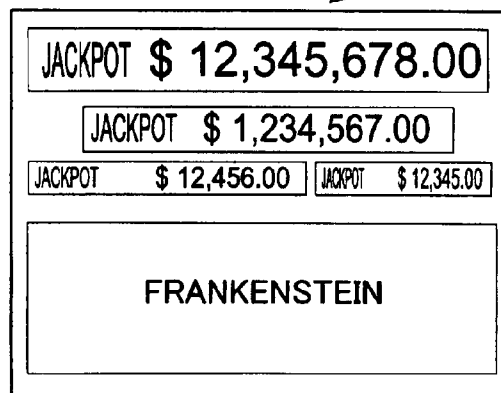 JACKPOT $ 12,345,678.00
JACKPOT $ 1,234,567.00
JACKPOT $ 12,456.00 JACKPOT $ 12,345.00
FRANKENSTEIN